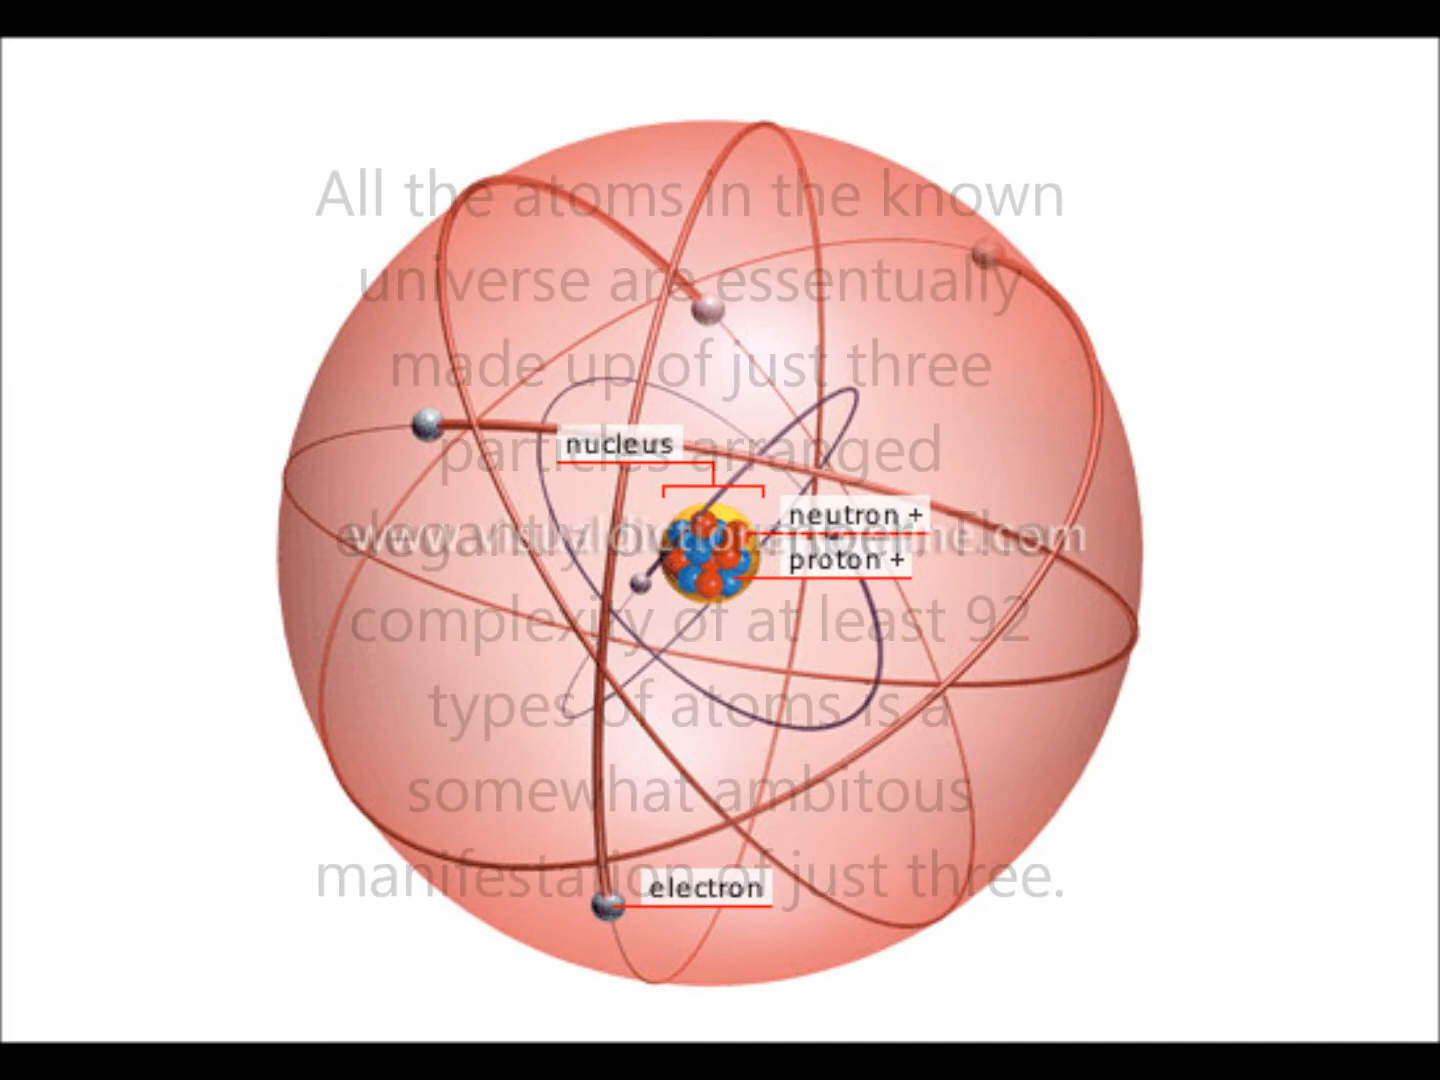 All the atoms in the known
universe are essentially
made up of just three
nucleus
particles arranged
neutron +
elegantly
proton +
complexity of at least 92
types of atoms is a
somewhat ambitous
manifestation of just three.
electron